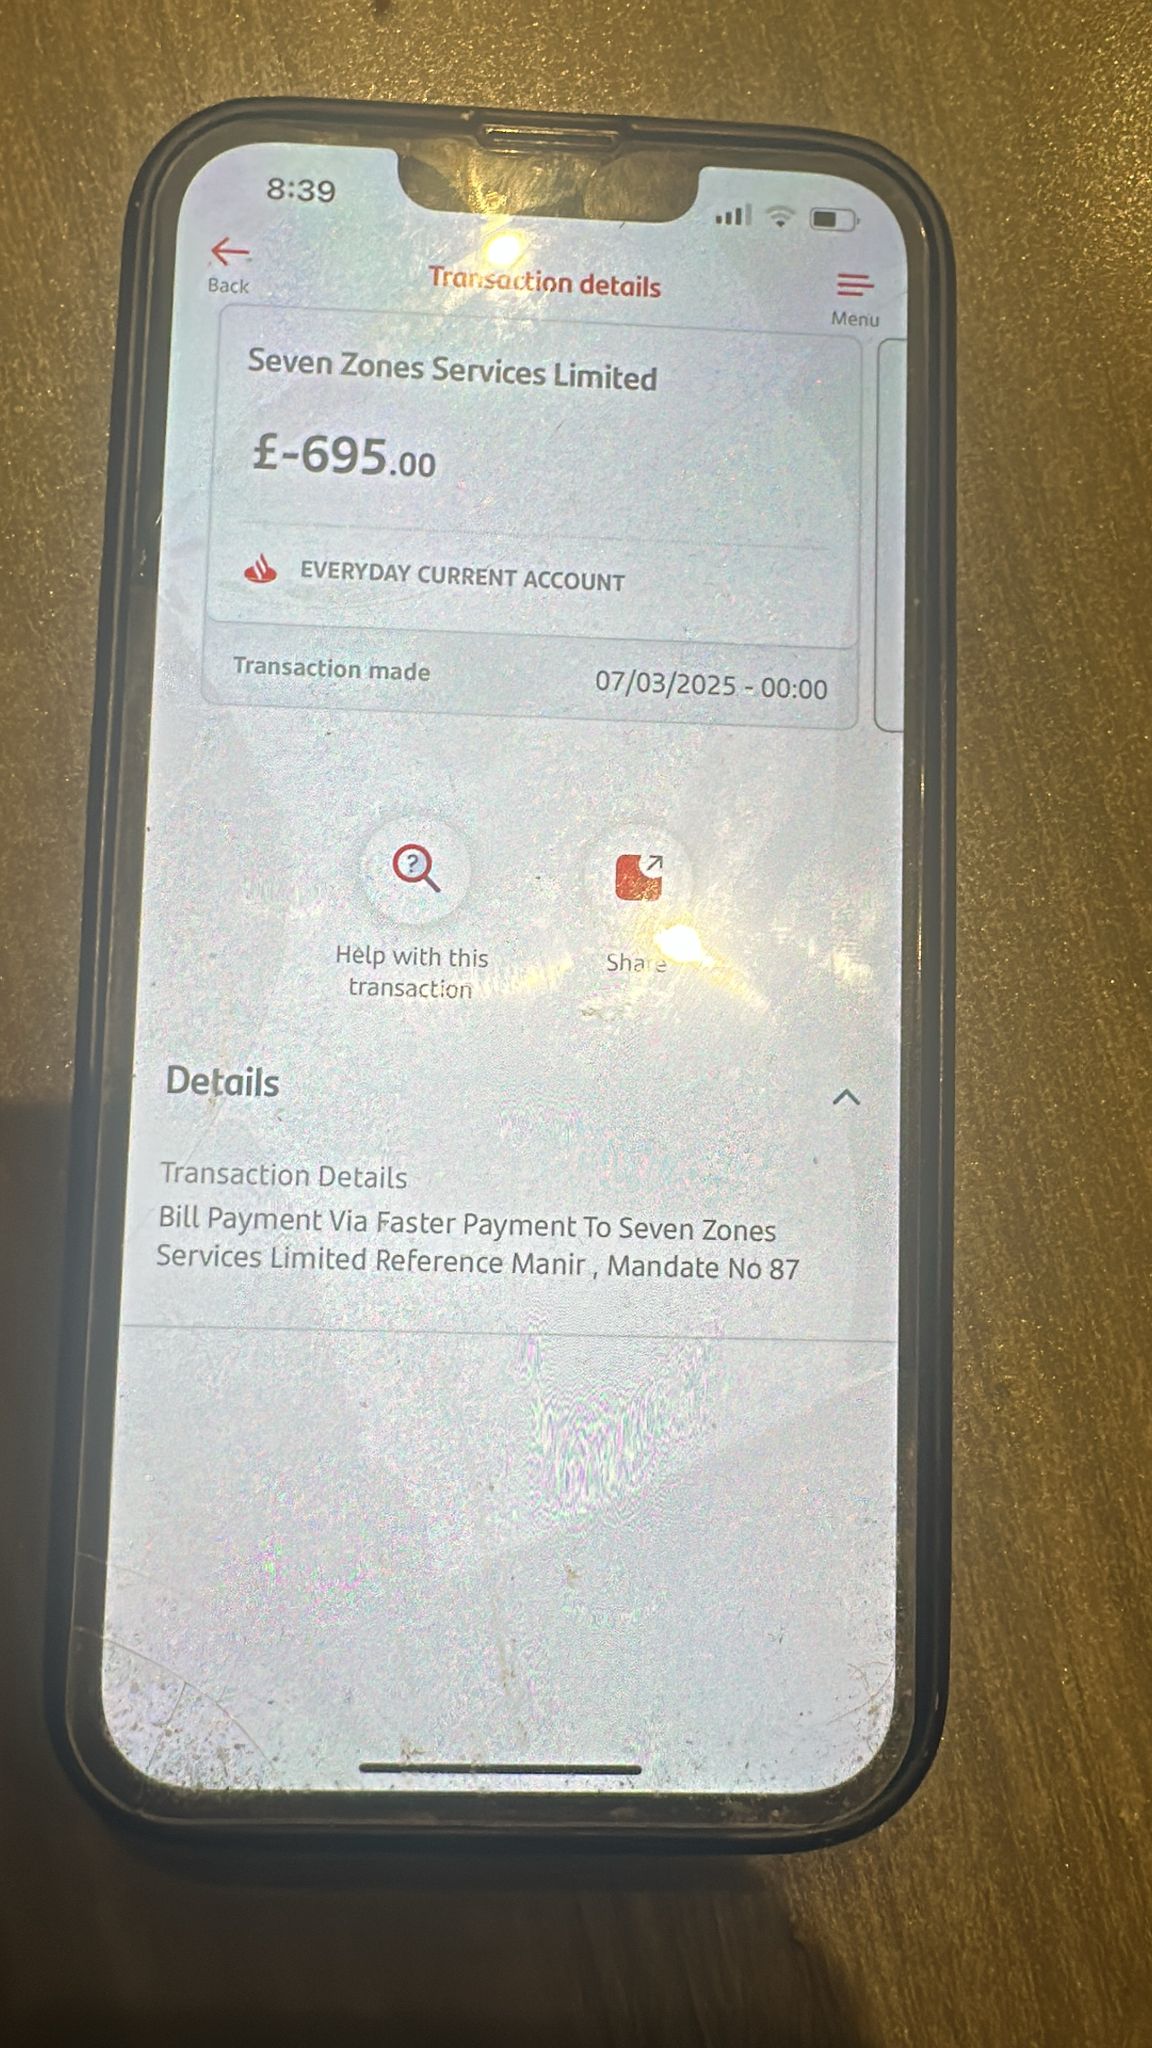 8:39
Back
Transaction details
Menu
Seven Zones Services Limited
£-695.00
EVERYDAY CURRENT ACCOUNT
Transaction made
07/03/2025 - 00:00
Help with this
transaction
Share
Details
Transaction Details
Bill Payment Via Faster Payment To Seven Zones
Services Limited Reference Manir , Mandate No 87